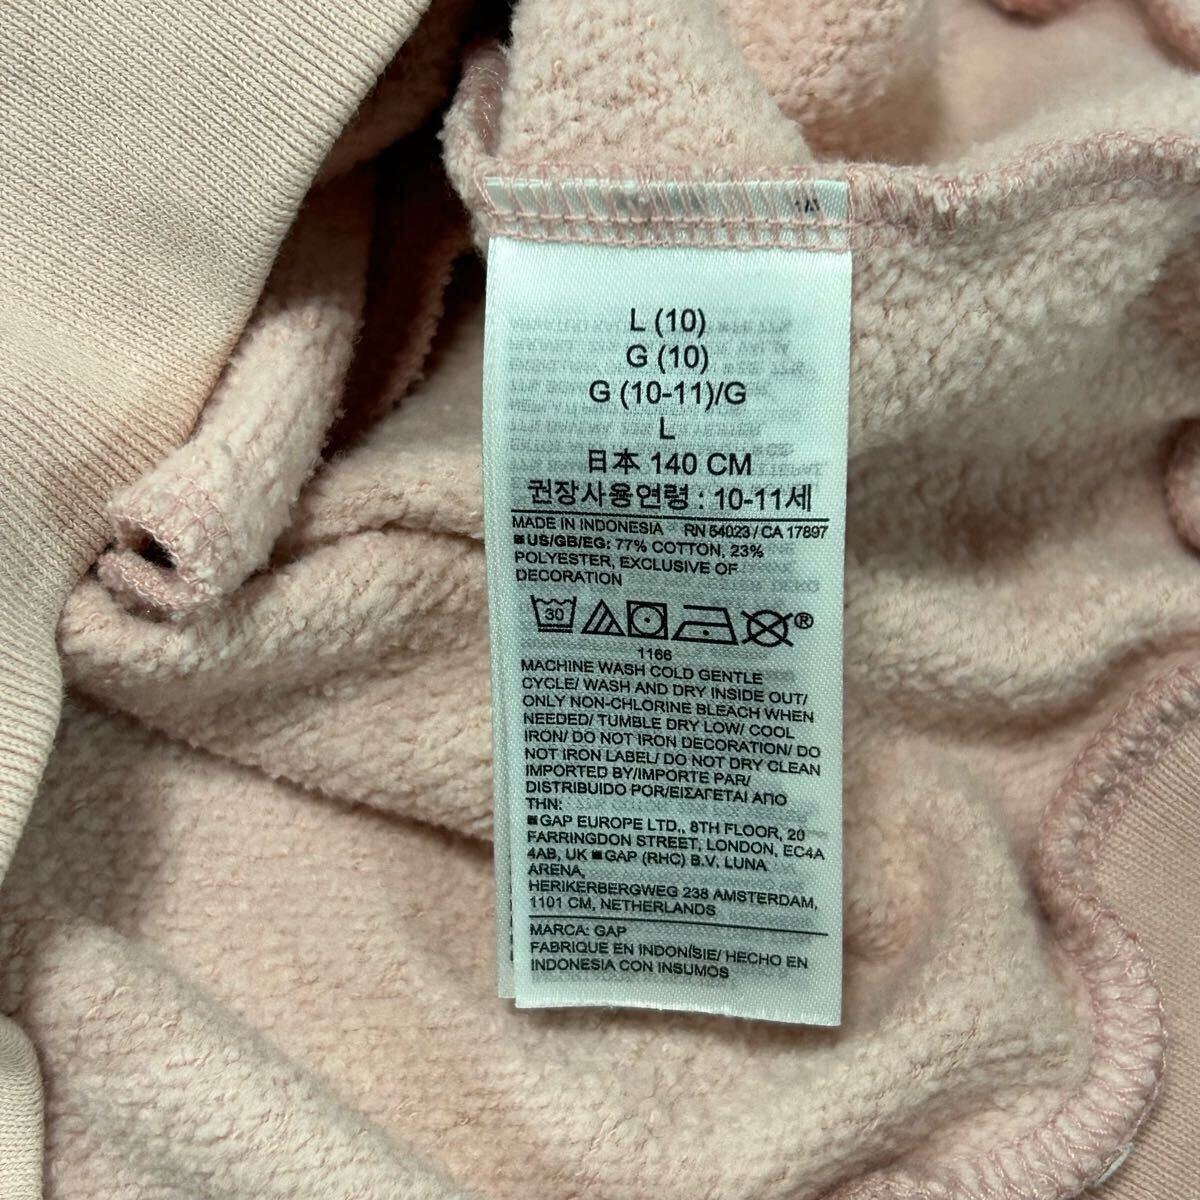 L (10)
G (10)
G (10-11)/G
L
日本 140 CM
권장사용연령 : 10-11세
MADE IN INDONESIA RN 54023 / CA 17897
■US/GB/EG: 77% COTTON, 23%
POLYESTER, EXCLUSIVE OF
DECORATION
30
®
1166
MACHINE WASH COLD GENTLE
CYCLE/ WASH AND DRY INSIDE OUT/
ONLY NON-CHLORINE BLEACH WHEN
NEEDED/ TUMBLE DRY LOW/ COOL
IRON/ DO NOT IRON DECORATION/ DO
NOT IRON LABEL/ DO NOT DRY CLEAN
IMPORTED BY/IMPORTE PAR/
DISTRIBUIDO POR/ΕΙΣΑΓΕΤΑΙ ΑΠΟ
ΤΗΝ:
■GAP EUROPE LTD., 8TH FLOOR, 20
FARRINGDON STREET, LONDON, EC4A
4AB, UK ■GAP (RHC) B.V. LUNA
ARENA,
HERIKERBERGWEG 238 AMSTERDAM,
1101 CM, NETHERLANDS
MARCA: GAP
FABRIQUE EN INDONÍSIE/ HECHO EN
INDONESIA CON INSUMOS